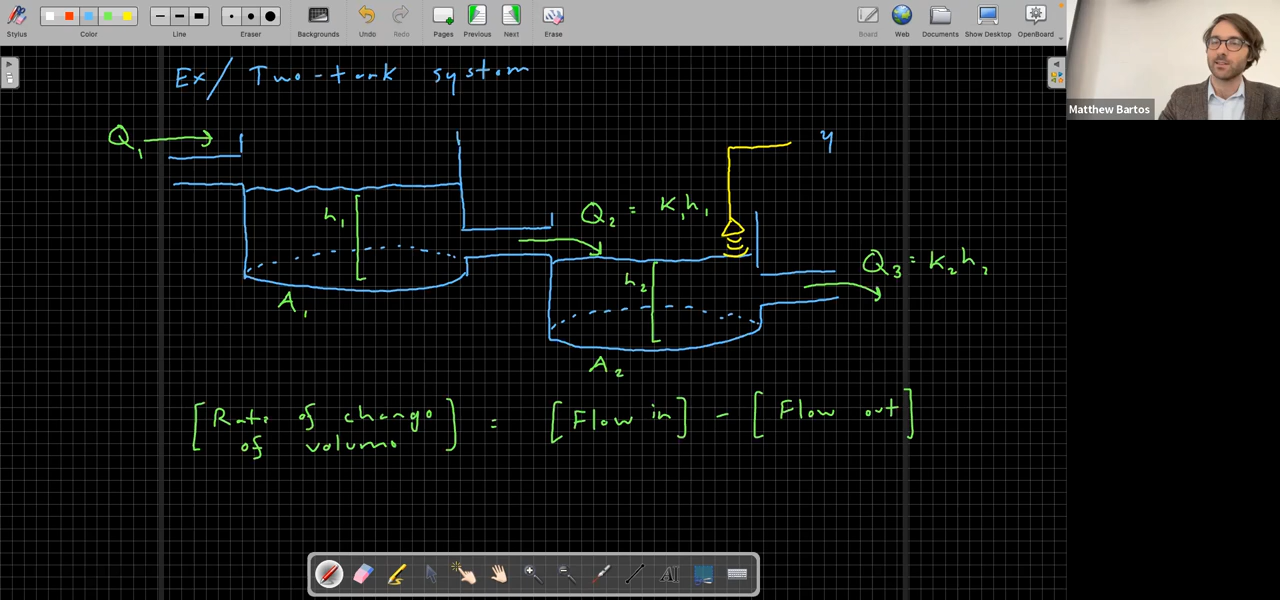 Stylus
Color
Line
Eraser
Backgrounds
Undo
Redo
Pages
Previous
Next
Erase
Board
Web
Documents
Show Desktop
OpenBoard
Matthew Bartos
Ex/ Two-tank system
Q₁
y
h₁
Q₂ = K₁h₁
Q₃ = K₂h₂
h₂
A₁
A₂
[Rate of change of volume] = [Flow in] - [Flow out]
AI